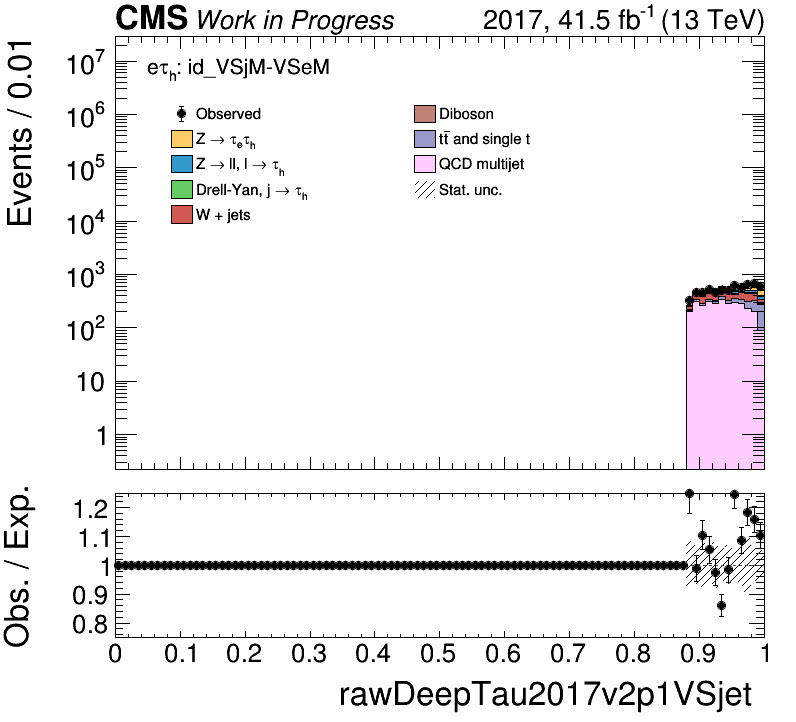 CMS Work in Progress 2017, 41.5 fb⁻¹ (13 TeV)
Events / 0.01
10⁷
10⁶
10⁵
10⁴
10³
10²
10
1
eτₕ: id_VSjM-VSeM
Observed
Z → τₑτₕ
Z → ll, l → τₕ
Drell-Yan, j → τₕ
W + jets
Diboson
tt̄ and single t
QCD multijet
Stat. unc.
Obs. / Exp.
1.2
1.1
1
0.9
0.8
0 0.1 0.2 0.3 0.4 0.5 0.6 0.7 0.8 0.9 1
rawDeepTau2017v2p1VSjet